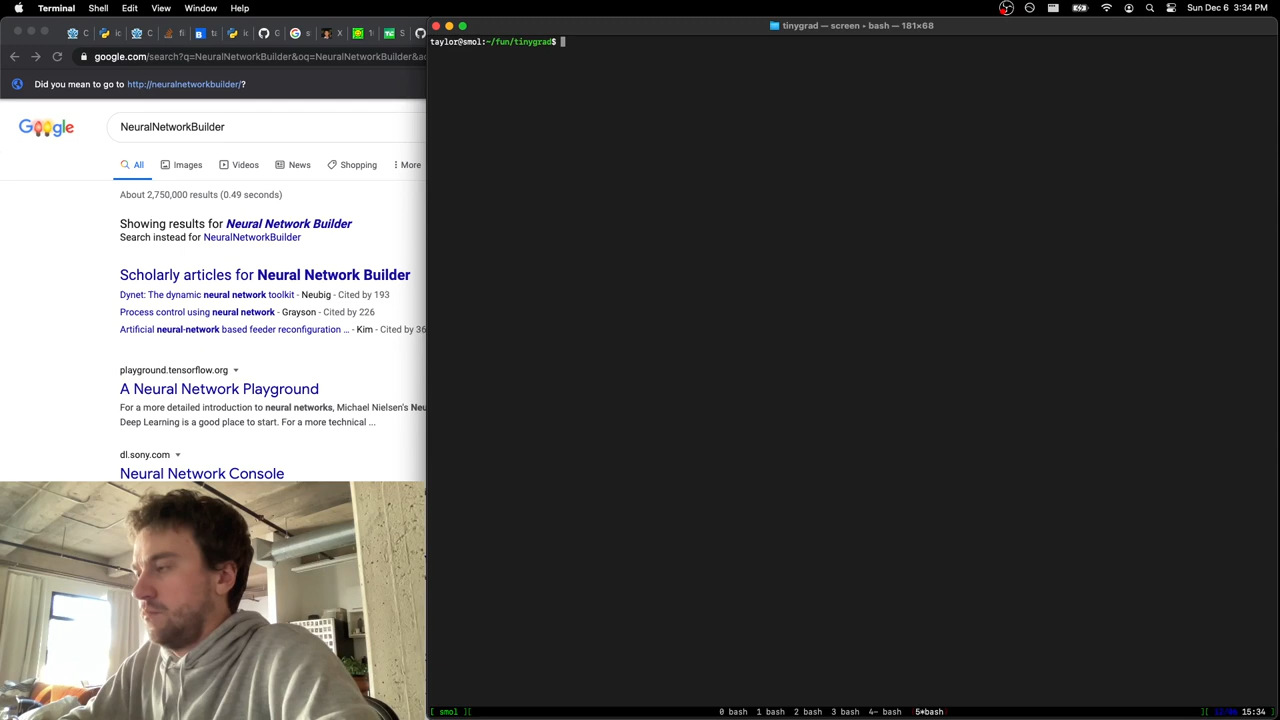 Terminal Shell Edit View Window Help
Sun Dec 6 3:34 PM
tinygrad — screen ▸ bash — 181×68
google.com/search?q=NeuralNetworkBuilder&oq=NeuralNetworkBuilder&
Did you mean to go to http://neuralnetworkbuilder/?
Google
NeuralNetworkBuilder
All Images Videos News Shopping More
About 2,750,000 results (0.49 seconds)
Showing results for Neural Network Builder
Search instead for NeuralNetworkBuilder
Scholarly articles for Neural Network Builder
Dynet: The dynamic neural network toolkit - Neubig - Cited by 193
Process control using neural network - Grayson - Cited by 226
Artificial neural-network based feeder reconfiguration ... - Kim - Cited by 36
playground.tensorflow.org
A Neural Network Playground
For a more detailed introduction to neural networks, Michael Nielsen's
Deep Learning is a good place to start. For a more technical ...
dl.sony.com
Neural Network Console
taylor@smol:~/fun/tinygrad$
[ smol ][ 0 bash 1 bash 2 bash 3 bash 4- bash 5*bash ][ 15:34 ]